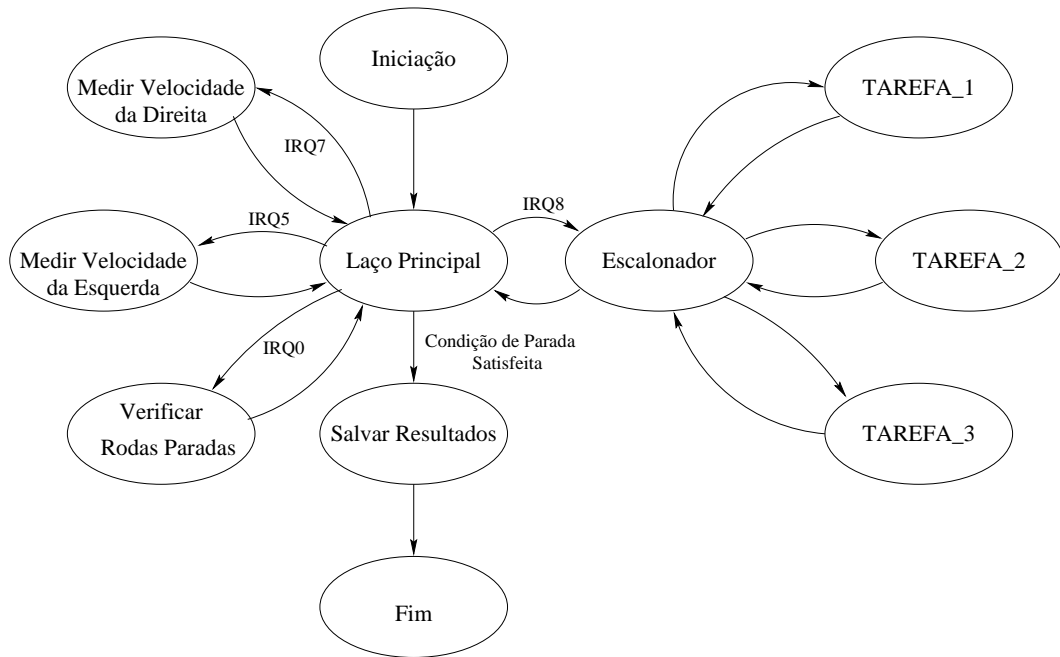 Iniciação
Medir Velocidade
da Direita
TAREFA_1
IRQ7
IRQ5
IRQ8
Medir Velocidade
da Esquerda
Laço Principal
Escalonador
TAREFA_2
IRQ0
Condição de Parada
Satisfeita
Verificar
Rodas Paradas
Salvar Resultados
TAREFA_3
Fim